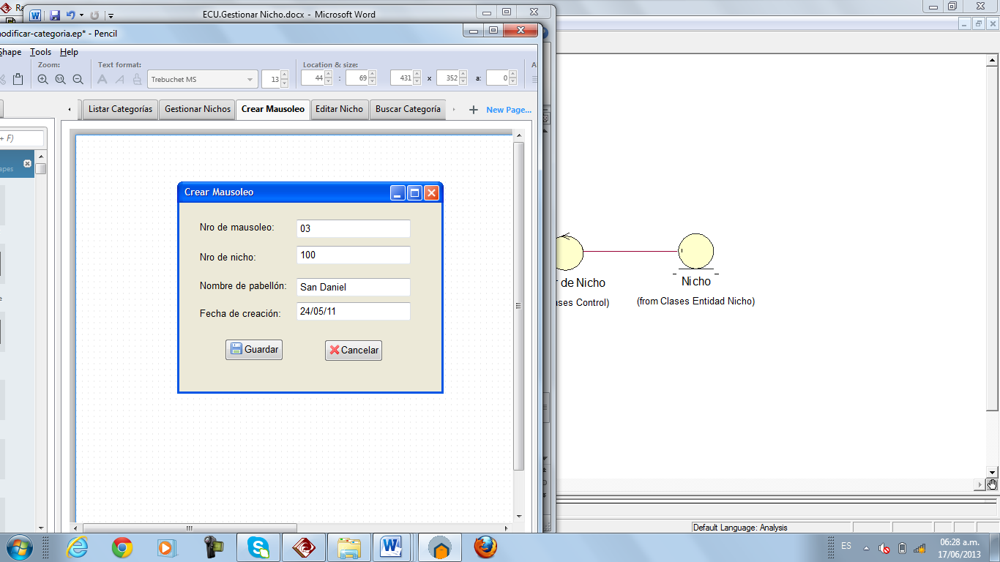 Ra
ECU.Gestionar Nicho.docx - Microsoft Word
odificar-categoria.ep* - Pencil
Shape Tools Help
Zoom: Text format: Location & size: A
Trebuchet MS 13 44 : 69 431 x 352 a: 0
Listar Categorías Gestionar Nichos Crear Mausoleo Editar Nicho Buscar Categoría New Page...
+ F)
apes
Crear Mausoleo
Nro de mausoleo: 03
Nro de nicho: 100
Nombre de pabellón: San Daniel
Fecha de creación: 24/05/11
Guardar Cancelar
r de Nicho
ses Control)
Nicho
(from Clases Entidad Nicho)
Default Language: Analysis
ES
06:28 a.m.
17/06/2013